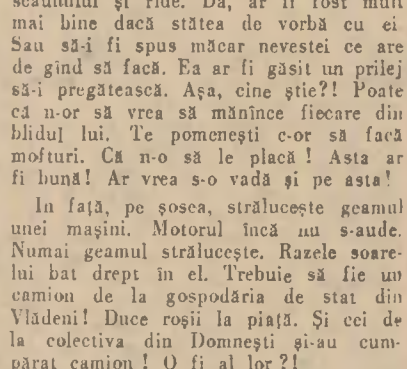 scăunului și rîde. Da, ar fi fost mult
mai bine dacă stătea de vorbă cu ei
Sau să-i fi spus măcar nevestei ce are
de gînd să facă. Ea ar fi găsit un prilej
să-i pregătească. Așa, cine știe?! Poate
că n-or să vrea să mănînce fiecare din
blidul lui. Te pomenești c-or să facă
mofturi. Că n-o să le placă ! Asta ar
fi bună! Ar vrea s-o vadă și pe asta!
In față, pe șosea, strălucește geamul
unei mașini. Motorul încă nu s-aude.
Numai geamul strălucește. Razele soare-
lui bat drept în el. Trebuie să fie un
camion de la gospodăria de stat din
Vlădeni! Duce roșii la piață. Și cei de
la colectiva din Domnești și-au cum-
părat camion ! O fi al lor ?!